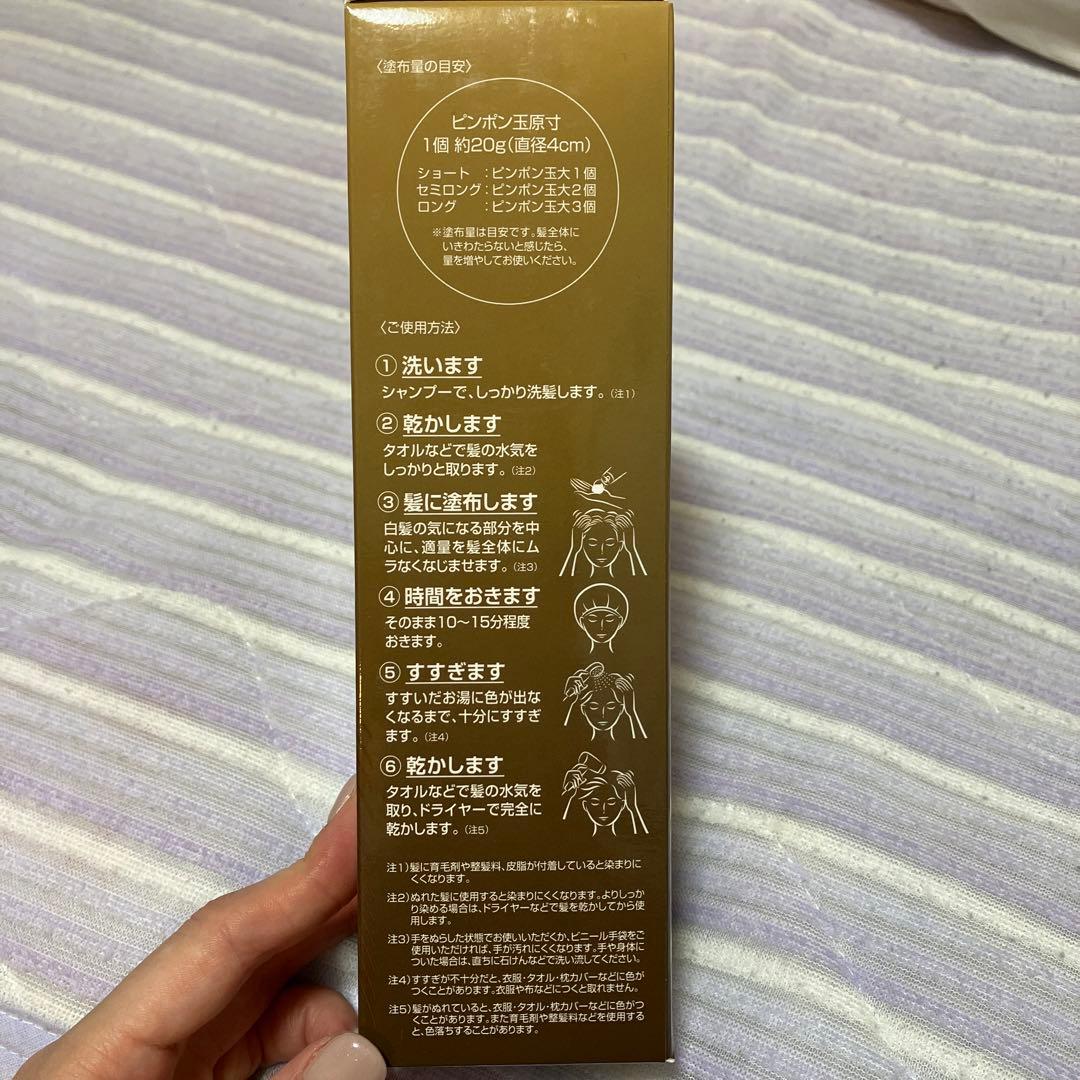 〈塗布量の目安〉
ピンポン玉原寸
1個 約20g(直径4cm)
ショート :ピンポン玉大1個
セミロング:ピンポン玉大2個
ロング :ピンポン玉大3個
※塗布量は目安です。髪全体に
いきわたらないと感じたら、
量を増やしてお使いください。
〈ご使用方法〉
① 洗います
シャンプーで、しっかり洗髪します。(注1)
② 乾かします
タオルなどで髪の水気を
しっかりと取ります。(注2)
③ 髪に塗布します
白髪の気になる部分を中
心に、適量を髪全体にム
ラなくなじませます。(注3)
④ 時間をおきます
そのまま10〜15分程度
おきます。
⑤ すすぎます
すすいだお湯に色が出な
くなるまで、十分にすすぎ
ます。(注4)
⑥ 乾かします
タオルなどで髪の水気を
取り、ドライヤーで完全に
乾かします。(注5)
注1)髪に育毛剤や整髪料、皮脂が付着していると染まりに
くくなります。
注2)ぬれた髪に使用すると染まりにくくなります。よりしっか
り染める場合は、ドライヤーなどで髪を乾かしてから使
用します。
注3)手をぬらした状態でお使いいただくか、ビニール手袋をご
使用いただければ、手が汚れにくくなります。手や身体に
ついた場合は、直ちに石けんなどで洗い流してください。
注4)すすぎが不十分だと、衣服・タオル・枕カバーなどに色が
つくことがあります。衣服や布などにつくと取れません。
注5)髪がぬれていると、衣服・タオル・枕カバーなどに色がつ
くことがあります。また育毛剤や整髪料などを使用する
と、色落ちすることがあります。